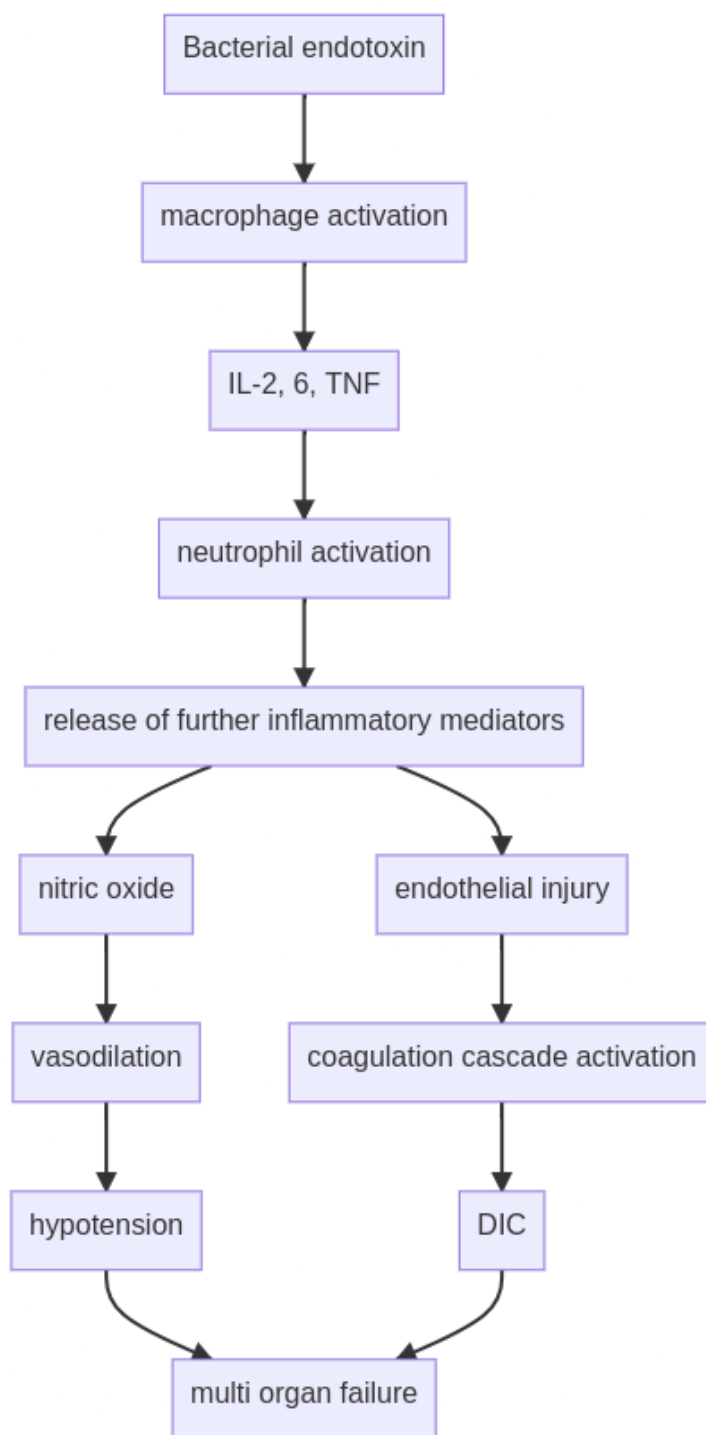 Bacterial endotoxin
macrophage activation
IL-2, 6, TNF
neutrophil activation
release of further inflammatory mediators
nitric oxide
endothelial injury
vasodilation
coagulation cascade activation
hypotension
DIC
multi organ failure